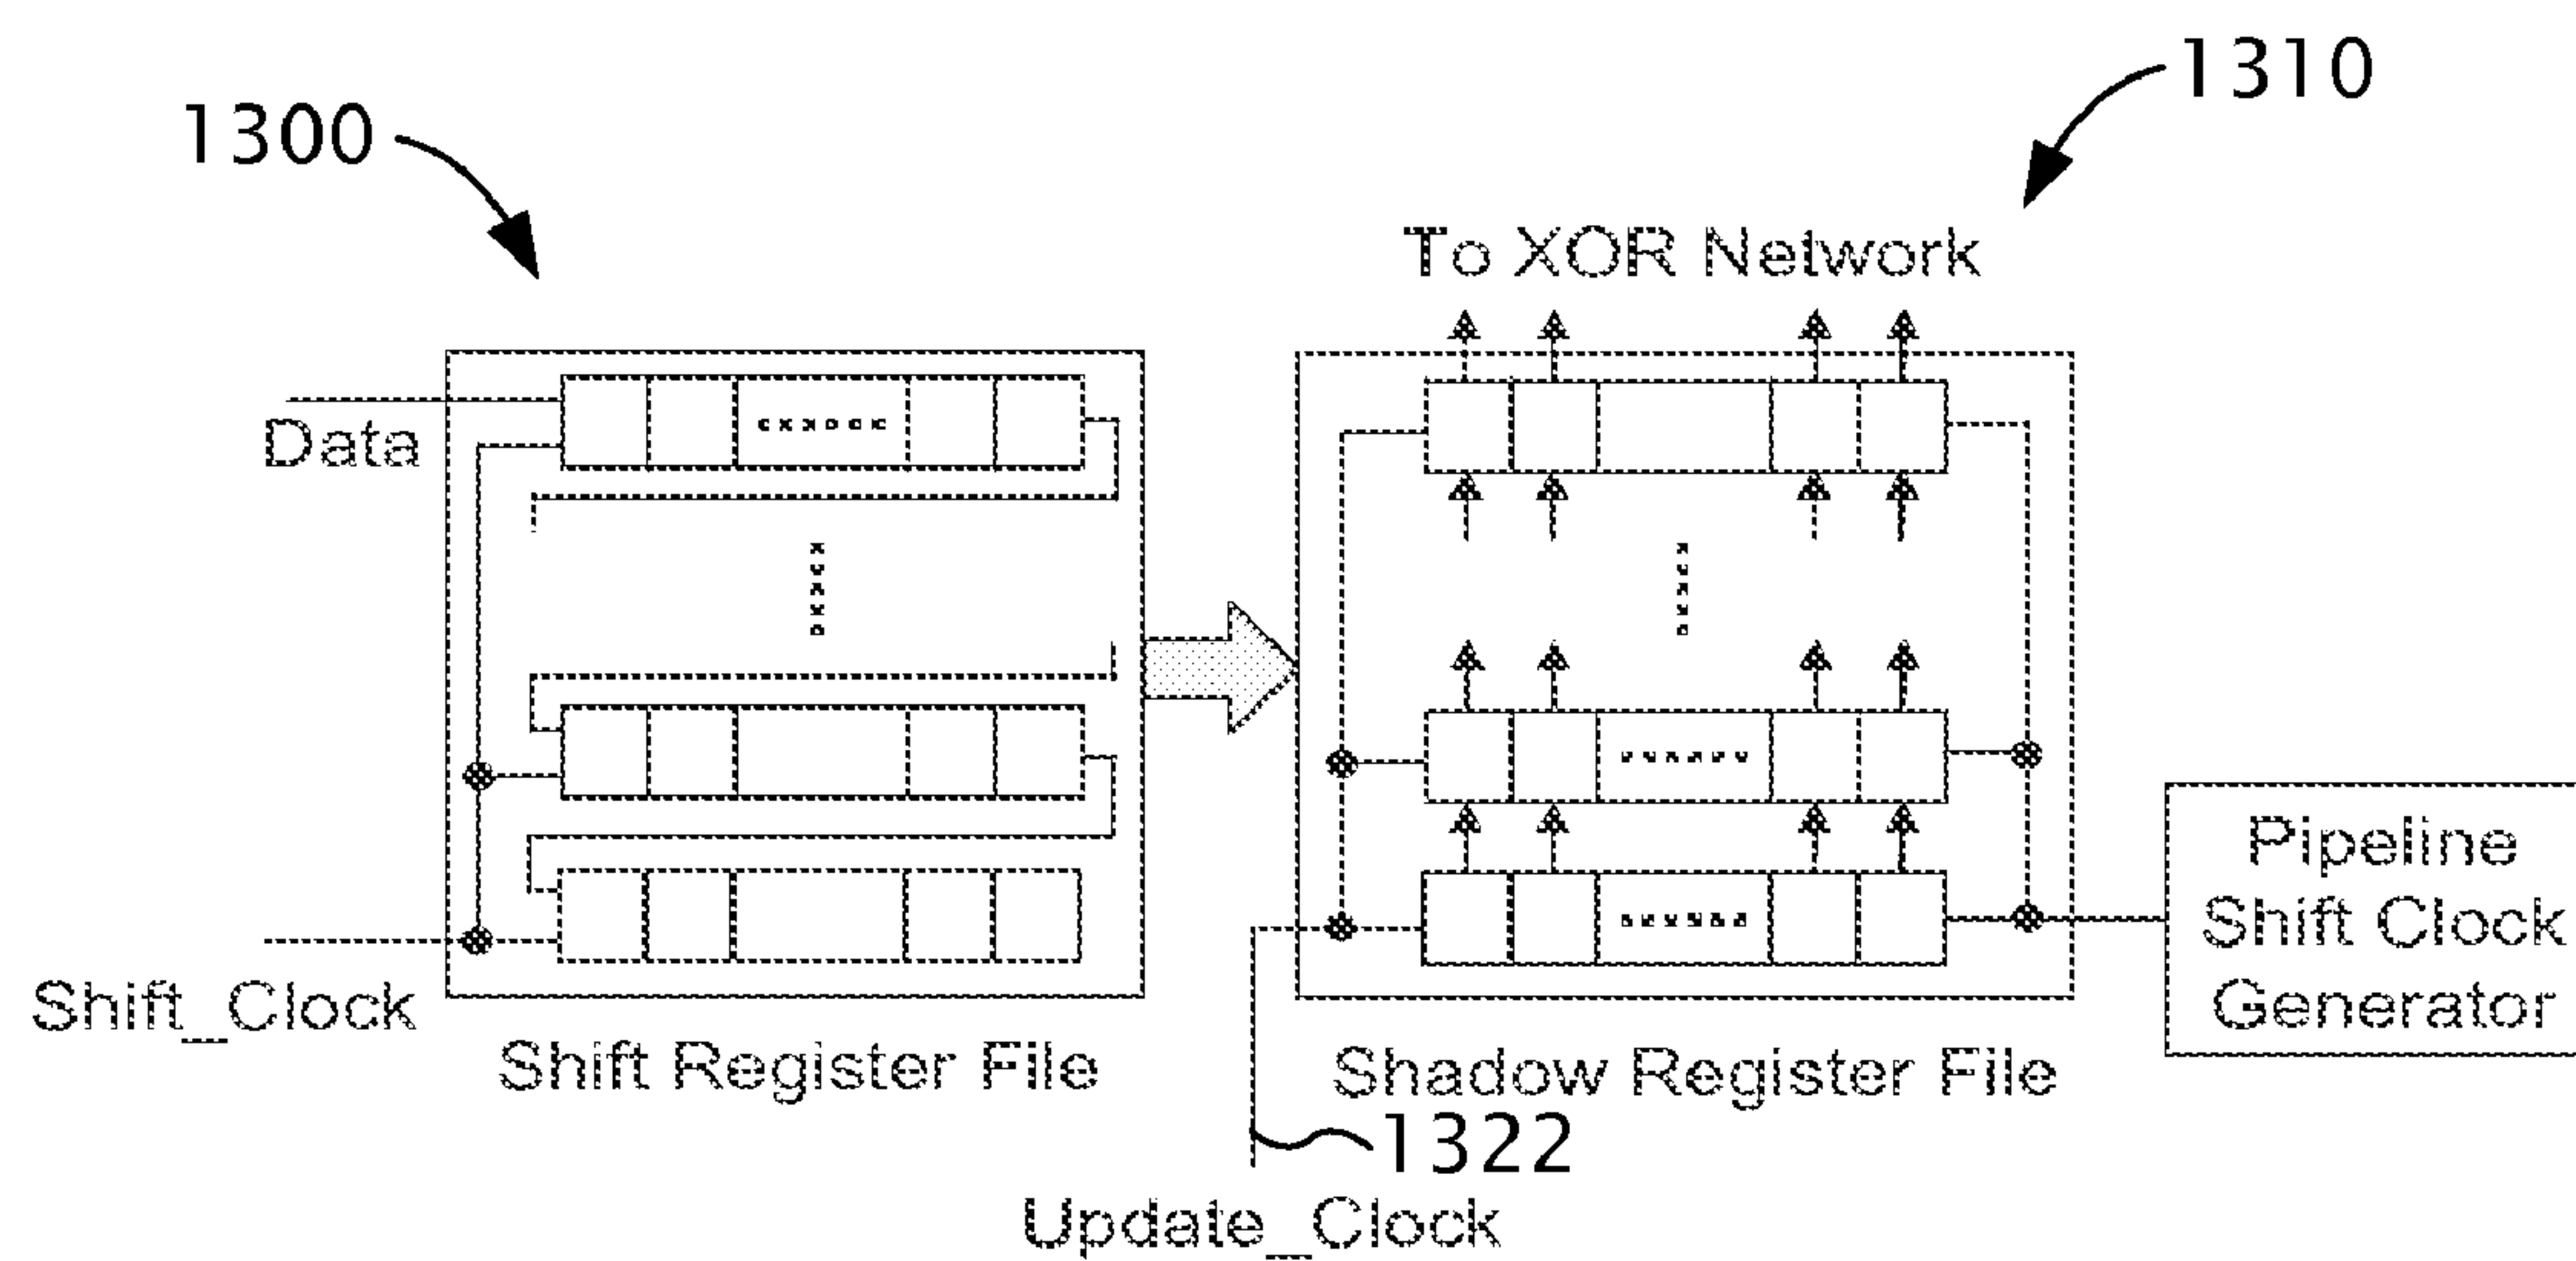 1310
1300
To XOR Network
Data
Pipeline
Shift Clock
Generator
Shift_Clock
Shift Register File
Shadow Register File
1322
Update_Clock